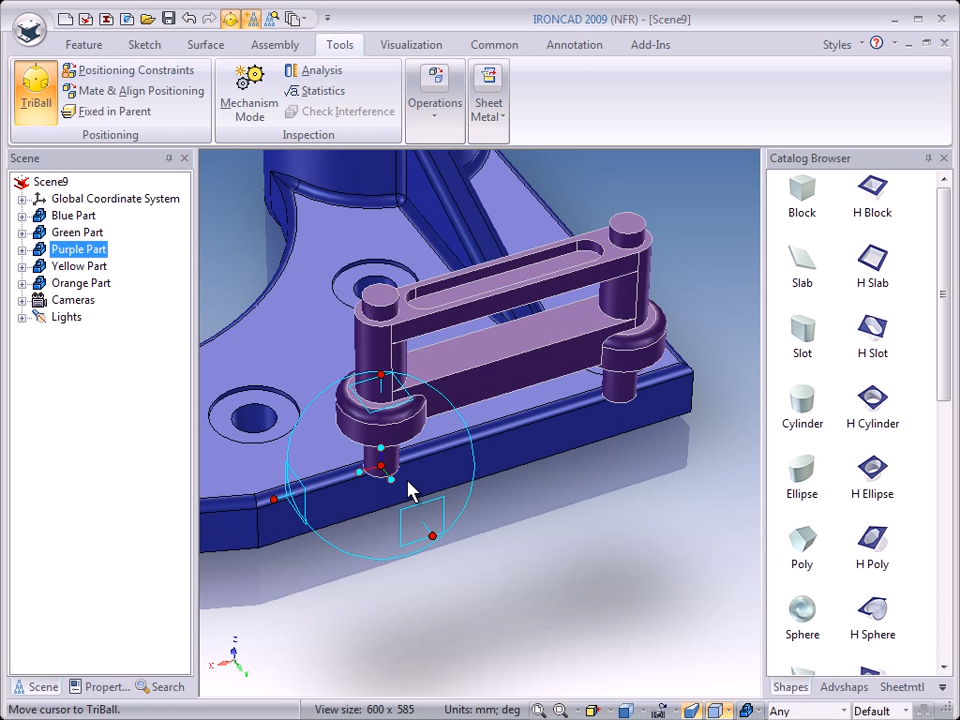 IRONCAD 2009 (NFR) - [Scene9]
Feature Sketch Surface Assembly Tools Visualization Common Annotation Add-Ins Styles
TriBall
Positioning Constraints
Mate & Align Positioning
Fixed in Parent
Positioning
Mechanism Mode
Analysis
Statistics
Check Interference
Inspection
Operations
Sheet Metal
Scene
Scene9
Global Coordinate System
Blue Part
Green Part
Purple Part
Yellow Part
Orange Part
Cameras
Lights
Catalog Browser
Block H Block
Slab H Slab
Slot H Slot
Cylinder H Cylinder
Ellipse H Ellipse
Poly H Poly
Sphere H Sphere
Z
X
Y
Scene Propert... Search
Shapes Advshaps Sheetmtl
Move cursor to TriBall. View size: 600 x 585 Units: mm; deg Any Default